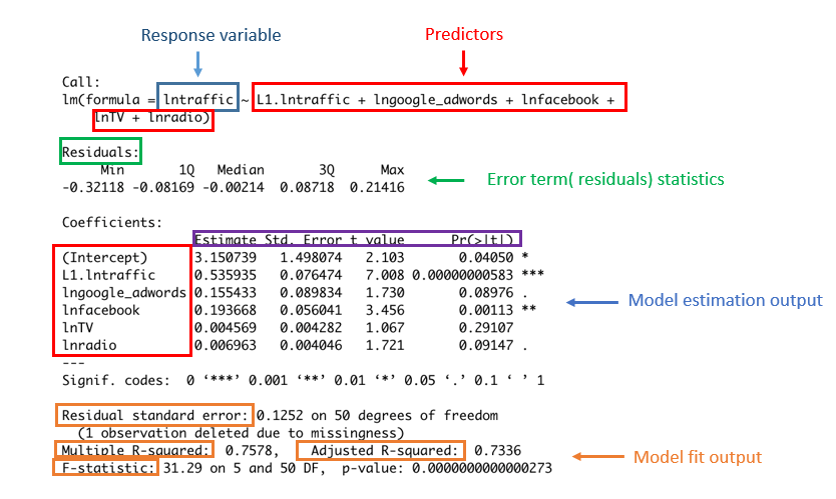 Response variable
Predictors
Call:
lm(formula = lntraffic ~ L1.lntraffic + lngoogle_adwords + lnfacebook +
lnTV + lnradio)
Residuals:
Min 1Q Median 3Q Max
-0.32118 -0.08169 -0.00214 0.08718 0.21416
Error term( residuals) statistics
Coefficients:
Estimate Std. Error t value Pr(>|t|)
(Intercept) 3.150739 1.498074 2.103 0.04050 *
L1.lntraffic 0.535935 0.076474 7.008 0.00000000583 ***
lngoogle_adwords 0.155433 0.089834 1.730 0.08976 .
lnfacebook 0.193668 0.056041 3.456 0.00113 **
lnTV 0.004569 0.004282 1.067 0.29107
lnradio 0.006963 0.004046 1.721 0.09147 .
Model estimation output
---
Signif. codes: 0 ‘***’ 0.001 ‘**’ 0.01 ‘*’ 0.05 ‘.’ 0.1 ‘ ’ 1
Residual standard error: 0.1252 on 50 degrees of freedom
(1 observation deleted due to missingness)
Multiple R-squared: 0.7578, Adjusted R-squared: 0.7336
F-statistic: 31.29 on 5 and 50 DF, p-value: 0.0000000000000273
Model fit output